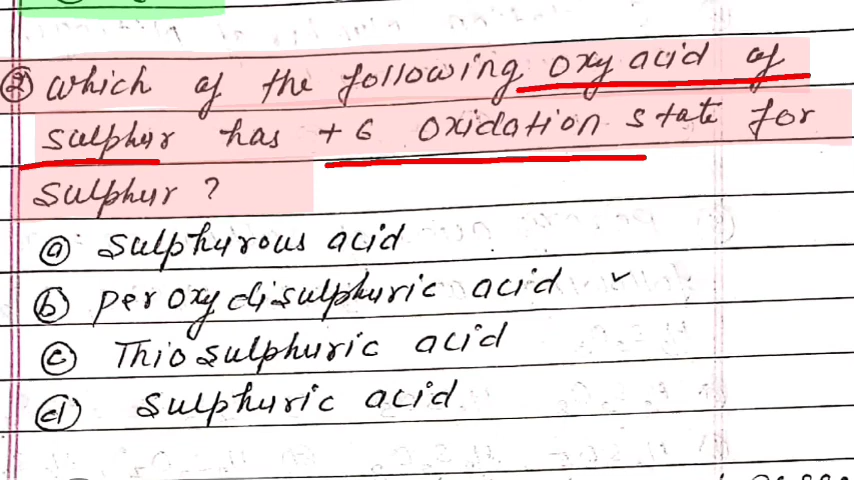 ② Which of the following oxy acid of
sulphur has +6 oxidation state for
sulphur ?
ⓐ Sulphurous acid
ⓑ peroxydisulphuric acid ✓
ⓒ Thiosulphuric acid
ⓓ Sulphuric acid